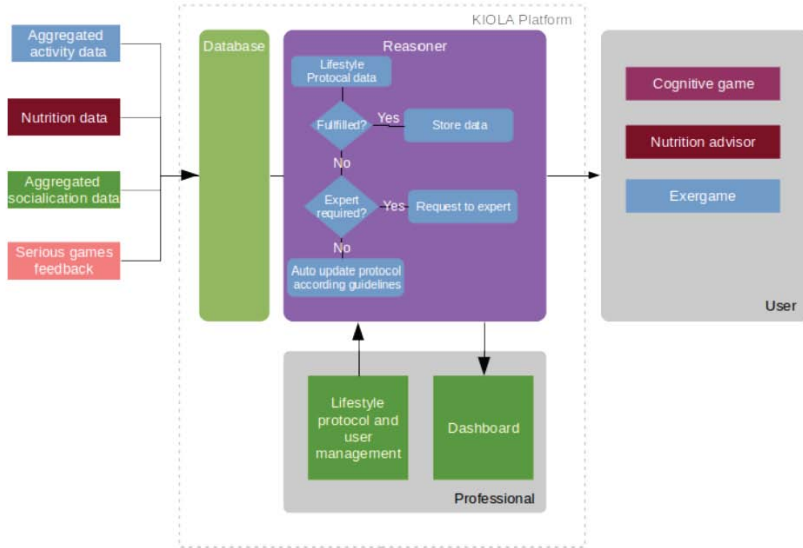 KIOLA Platform
Aggregated
activity data
Nutrition data
Aggregated
socialication data
Serious games
feedback
Database
Reasoner
Lifestyle
Protocal data
Fullfilled?
Yes
Store data
No
Expert
required?
Yes
Request to expert
No
Auto update protocol
according guidelines
Cognitive game
Nutrition advisor
Exergame
User
Lifestyle
protocol and
user
management
Dashboard
Professional